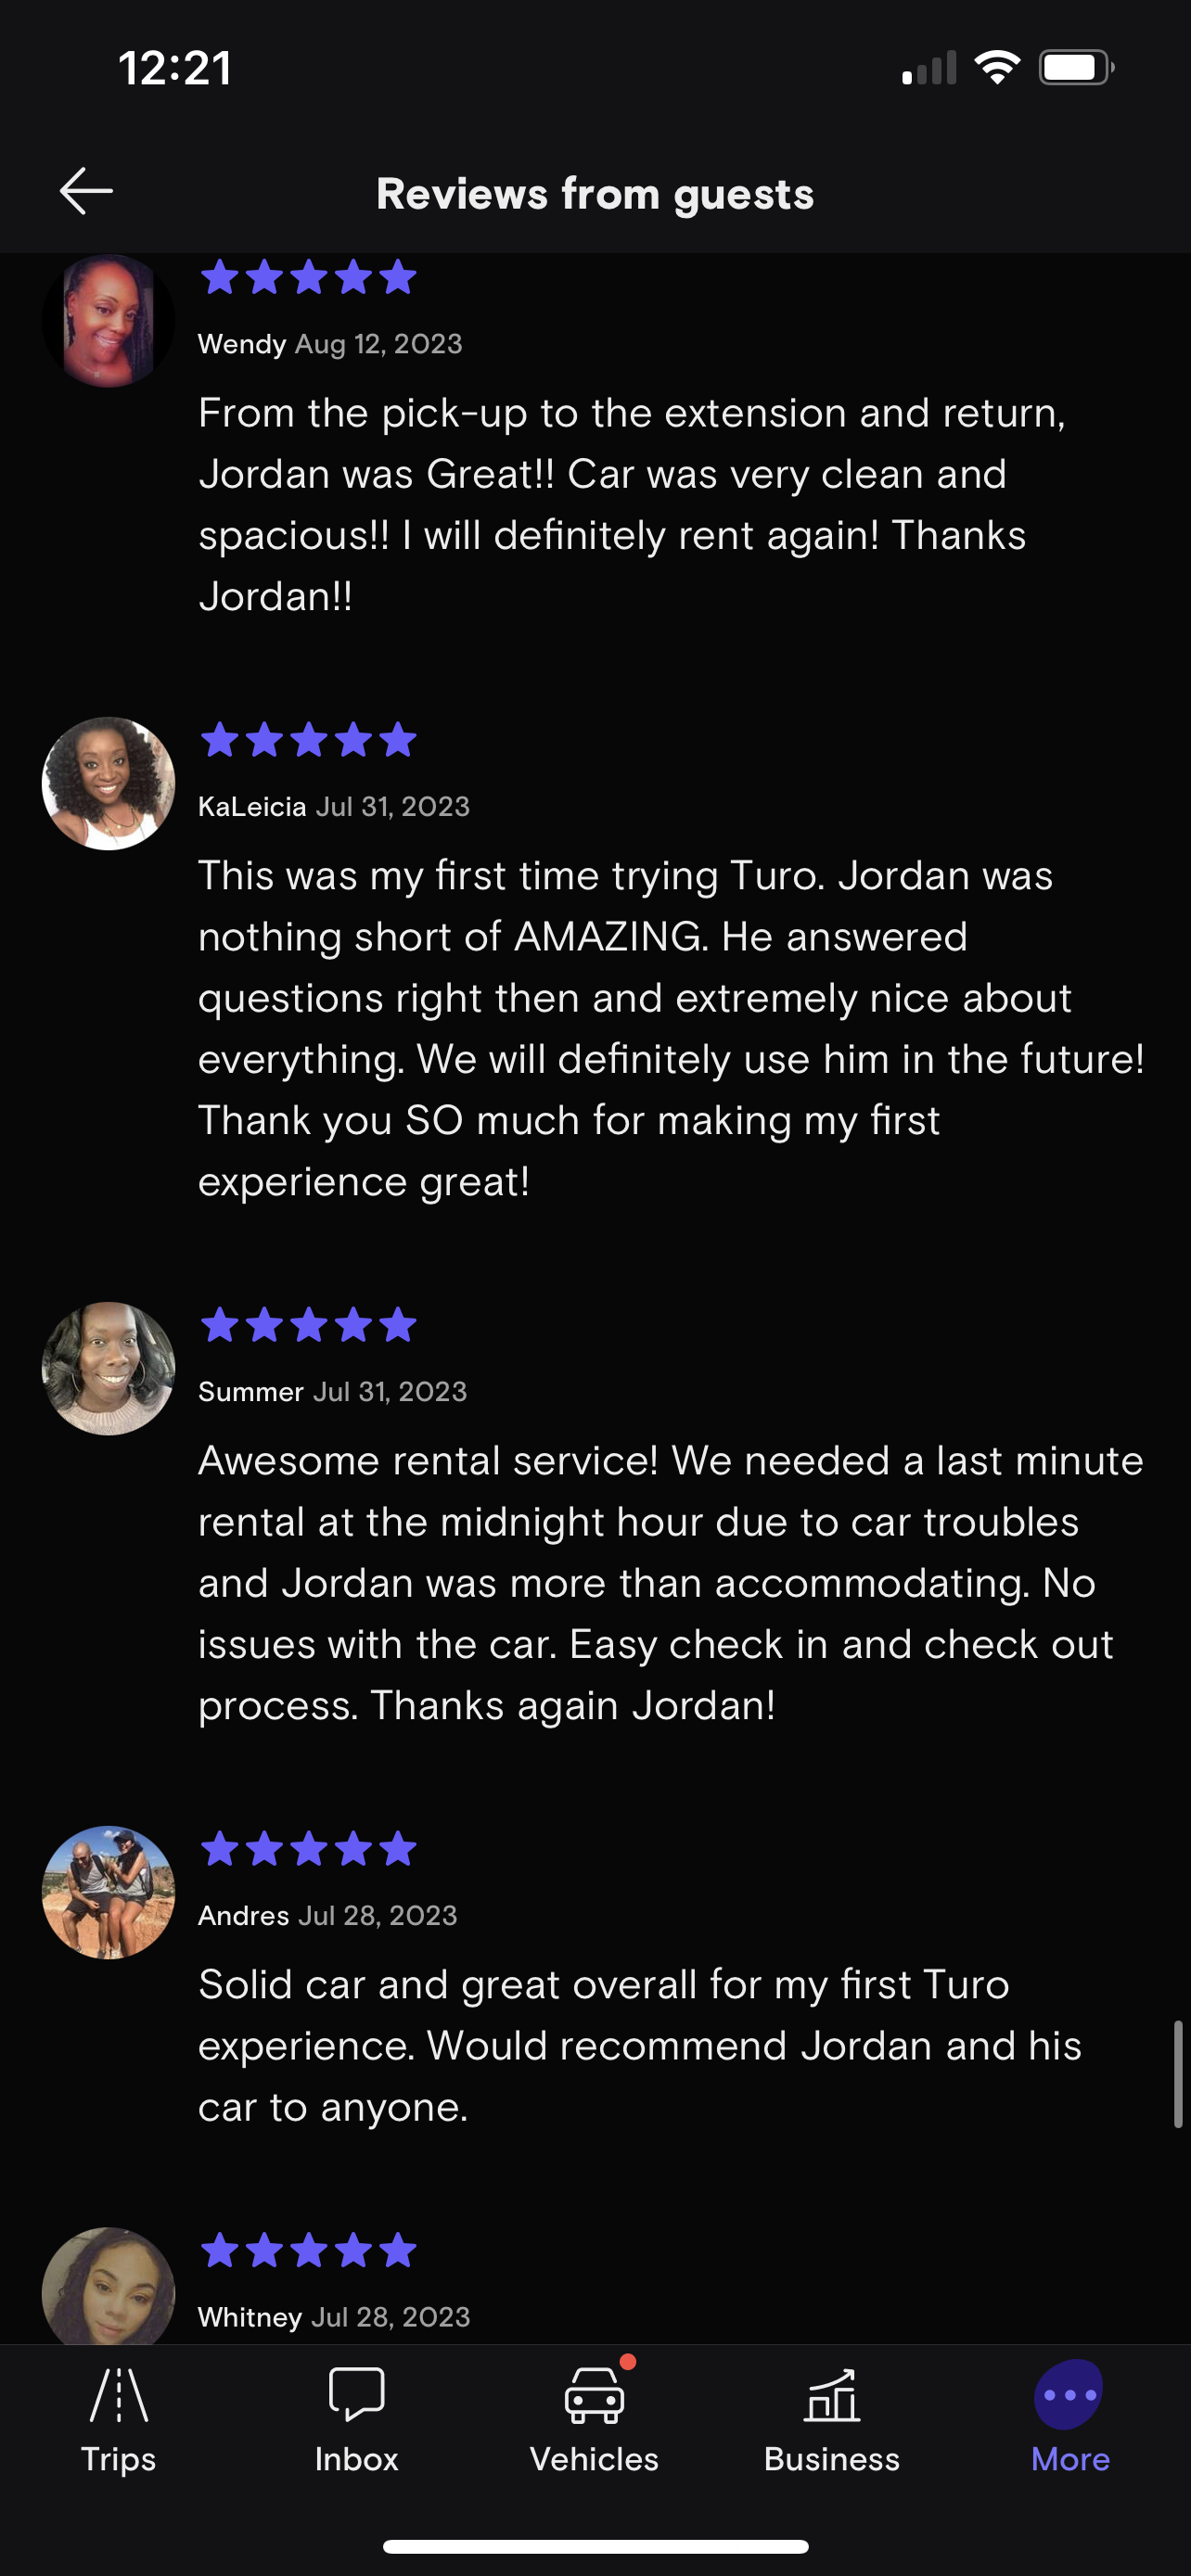 12:21
Reviews from guests
Wendy Aug 12, 2023
From the pick-up to the extension and return,
Jordan was Great!! Car was very clean and
spacious!! I will definitely rent again! Thanks
Jordan!!
KaLeicia Jul 31, 2023
This was my first time trying Turo. Jordan was
nothing short of AMAZING. He answered
questions right then and extremely nice about
everything. We will definitely use him in the future!
Thank you SO much for making my first
experience great!
Summer Jul 31, 2023
Awesome rental service! We needed a last minute
rental at the midnight hour due to car troubles
and Jordan was more than accommodating. No
issues with the car. Easy check in and check out
process. Thanks again Jordan!
Andres Jul 28, 2023
Solid car and great overall for my first Turo
experience. Would recommend Jordan and his
car to anyone.
Whitney Jul 28, 2023
Trips Inbox Vehicles Business More